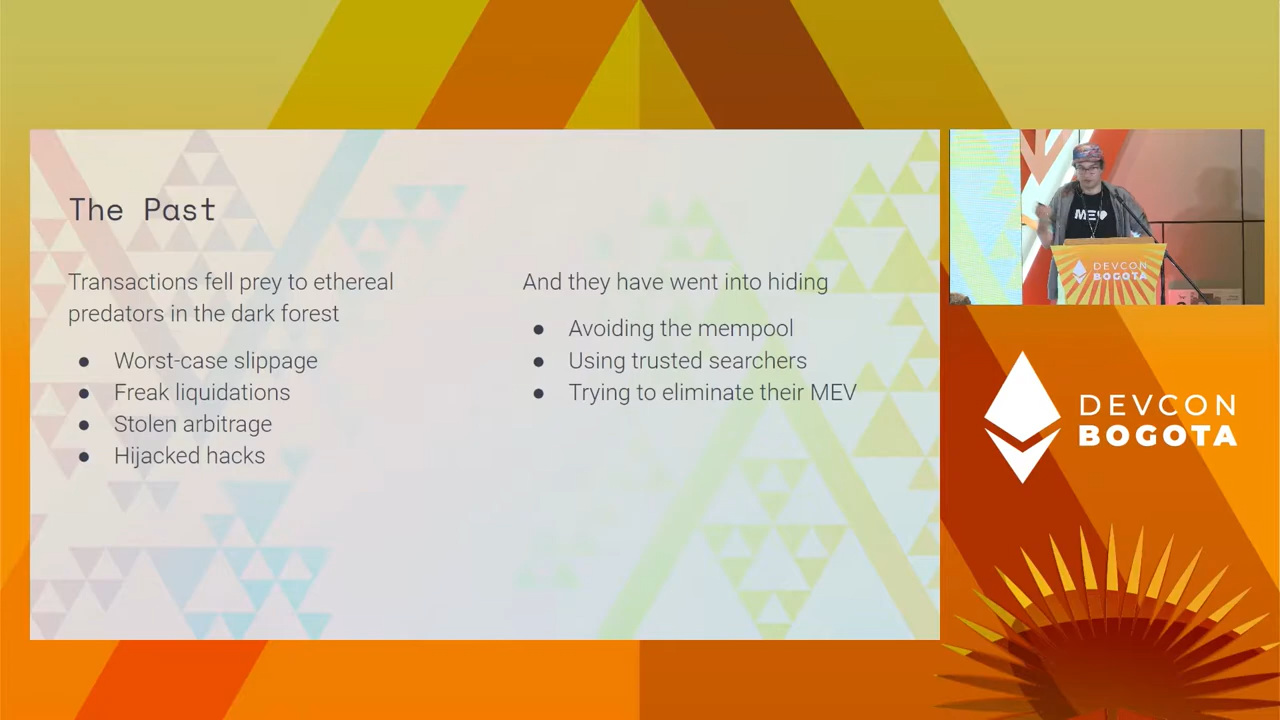 The Past
Transactions fell prey to ethereal
predators in the dark forest
● Worst-case slippage
● Freak liquidations
● Stolen arbitrage
● Hijacked hacks
And they have went into hiding
● Avoiding the mempool
● Using trusted searchers
● Trying to eliminate their MEV
DEVCON
BOGOTA
DEVCON
BOGOTA